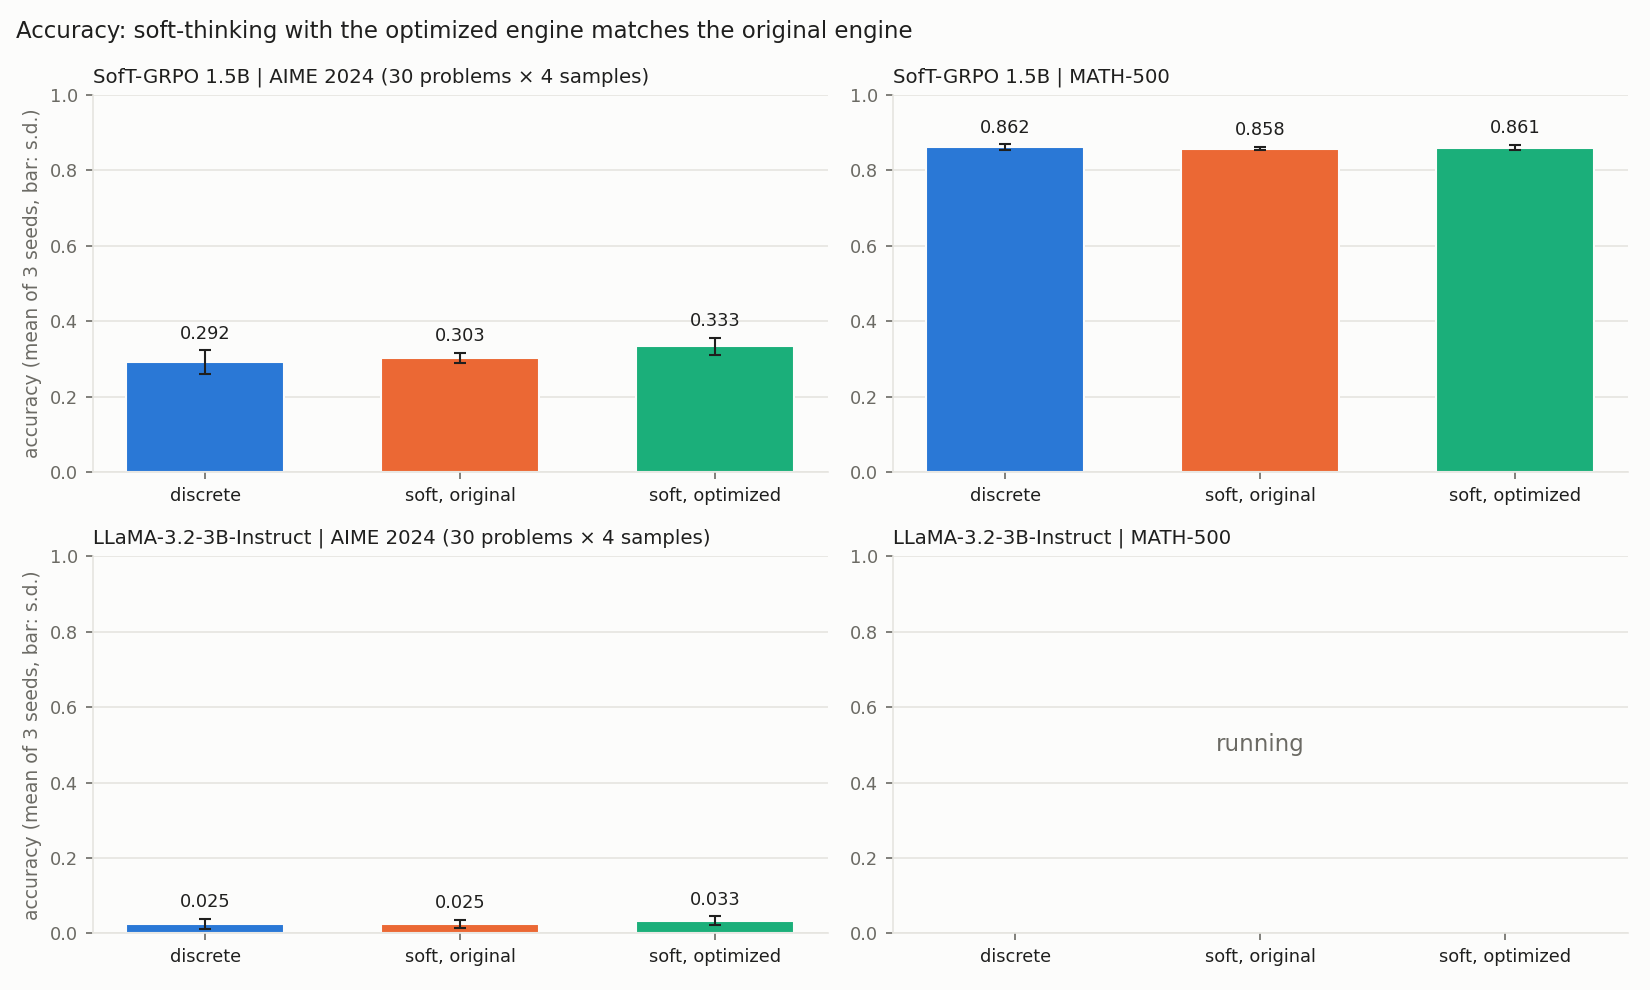 Accuracy: soft-thinking with the optimized engine matches the original engine
SofT-GRPO 1.5B | AIME 2024 (30 problems × 4 samples)
accuracy (mean of 3 seeds, bar: s.d.)
1.0
0.8
0.6
0.4
0.2
0.0
0.292
0.303
0.333
discrete
soft, original
soft, optimized
SofT-GRPO 1.5B | MATH-500
1.0
0.8
0.6
0.4
0.2
0.0
0.862
0.858
0.861
discrete
soft, original
soft, optimized
LLaMA-3.2-3B-Instruct | AIME 2024 (30 problems × 4 samples)
accuracy (mean of 3 seeds, bar: s.d.)
1.0
0.8
0.6
0.4
0.2
0.0
0.025
0.025
0.033
discrete
soft, original
soft, optimized
LLaMA-3.2-3B-Instruct | MATH-500
1.0
0.8
0.6
0.4
0.2
0.0
running
discrete
soft, original
soft, optimized